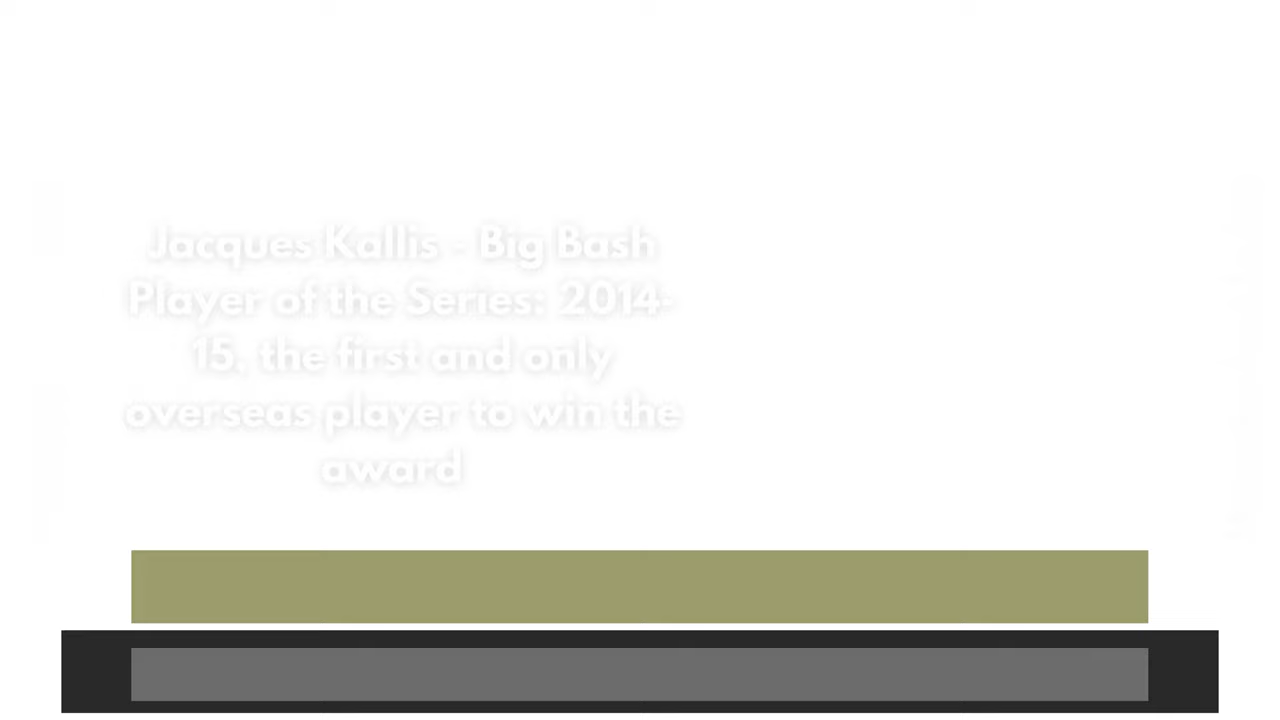 Jacques Kallis - Big Bash
Player of the Series: 2014-
15, the first and only
overseas player to win the
award